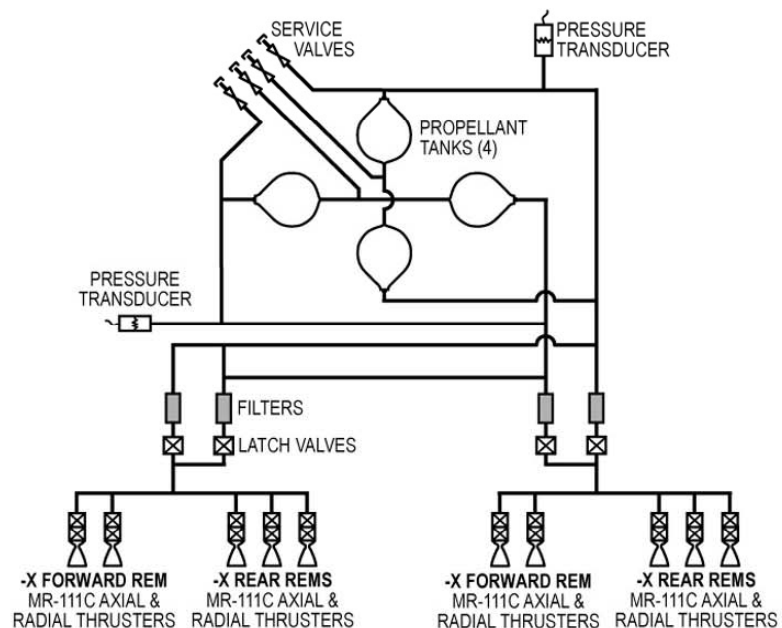 SERVICE
VALVES
PRESSURE
TRANSDUCER
PROPELLANT
TANKS (4)
PRESSURE
TRANSDUCER
FILTERS
LATCH VALVES
-X FORWARD REM
MR-111C AXIAL &
RADIAL THRUSTERS
-X REAR REMS
MR-111C AXIAL &
RADIAL THRUSTERS
-X FORWARD REM
MR-111C AXIAL &
RADIAL THRUSTERS
-X REAR REMS
MR-111C AXIAL &
RADIAL THRUSTERS